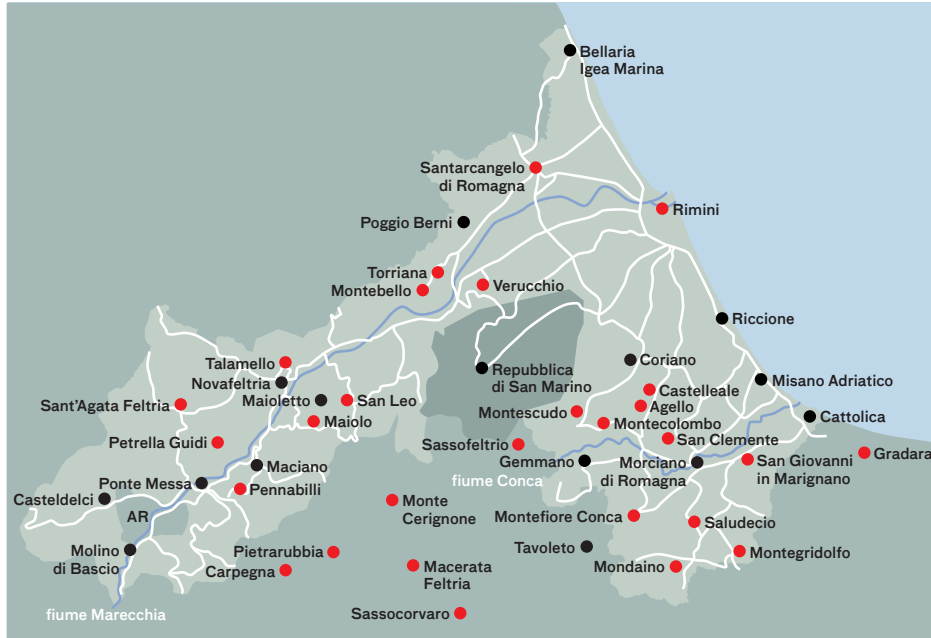 Bellaria
Igea Marina
Santarcangelo
di Romagna
Rimini
Poggio Berni
Torriana
Montebello
Verucchio
Riccione
Talamello
Novafeltria
Maioletto
San Leo
Sant'Agata Feltria
Maiolo
Petrella Guidi
Repubblica
di San Marino
Coriano
Castelleale
Agello
Misano Adriatico
Montescudo
Montecolombo
Cattolica
Sassofeltrio
San Clemente
Gradara
Gemmano
Morciano
di Romagna
San Giovanni
in Marignano
fiume Conca
Maciano
Ponte Messa
Pennabilli
Casteldelci
AR
Monte
Cerignone
Montefiore Conca
Saludecio
Molino
di Bascio
Pietrarubbia
Carpegna
Macerata
Feltria
Tavoleto
Mondaino
Montegridolfo
fiume Marecchia
Sassocorvaro